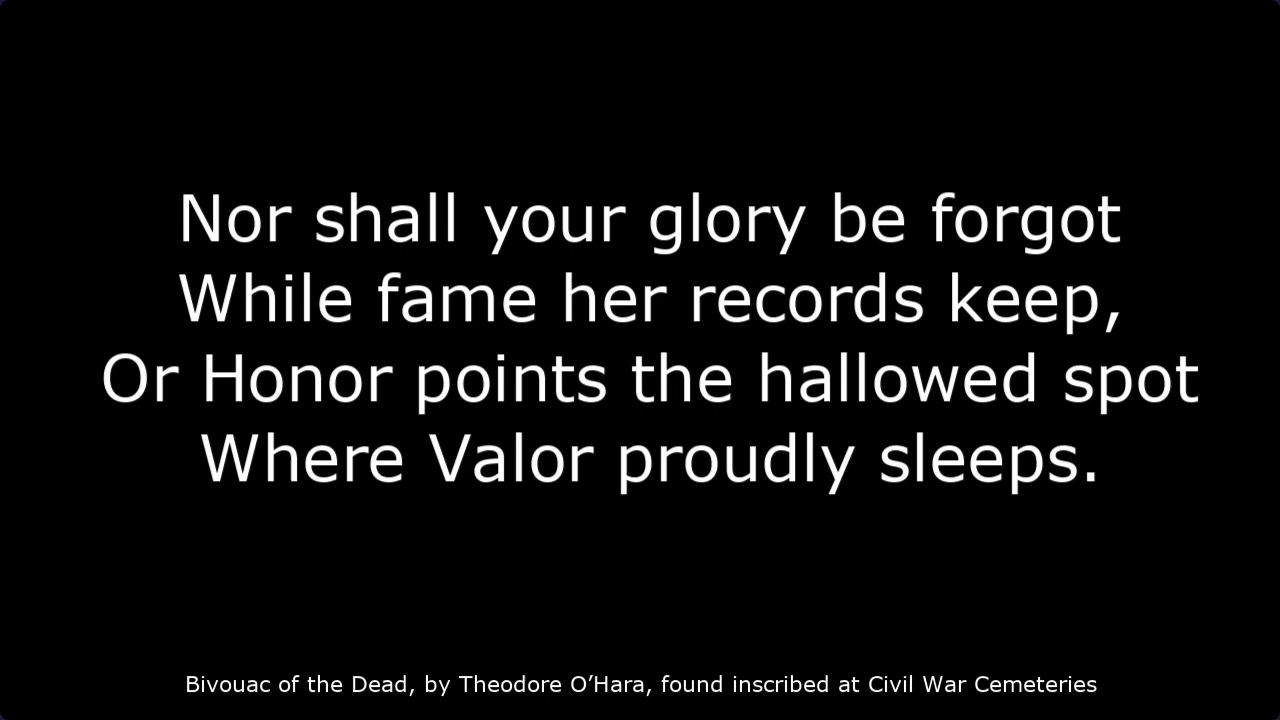 Nor shall your glory be forgot
While fame her records keep,
Or Honor points the hallowed spot
Where Valor proudly sleeps.
Bivouac of the Dead, by Theodore O’Hara, found inscribed at Civil War Cemeteries